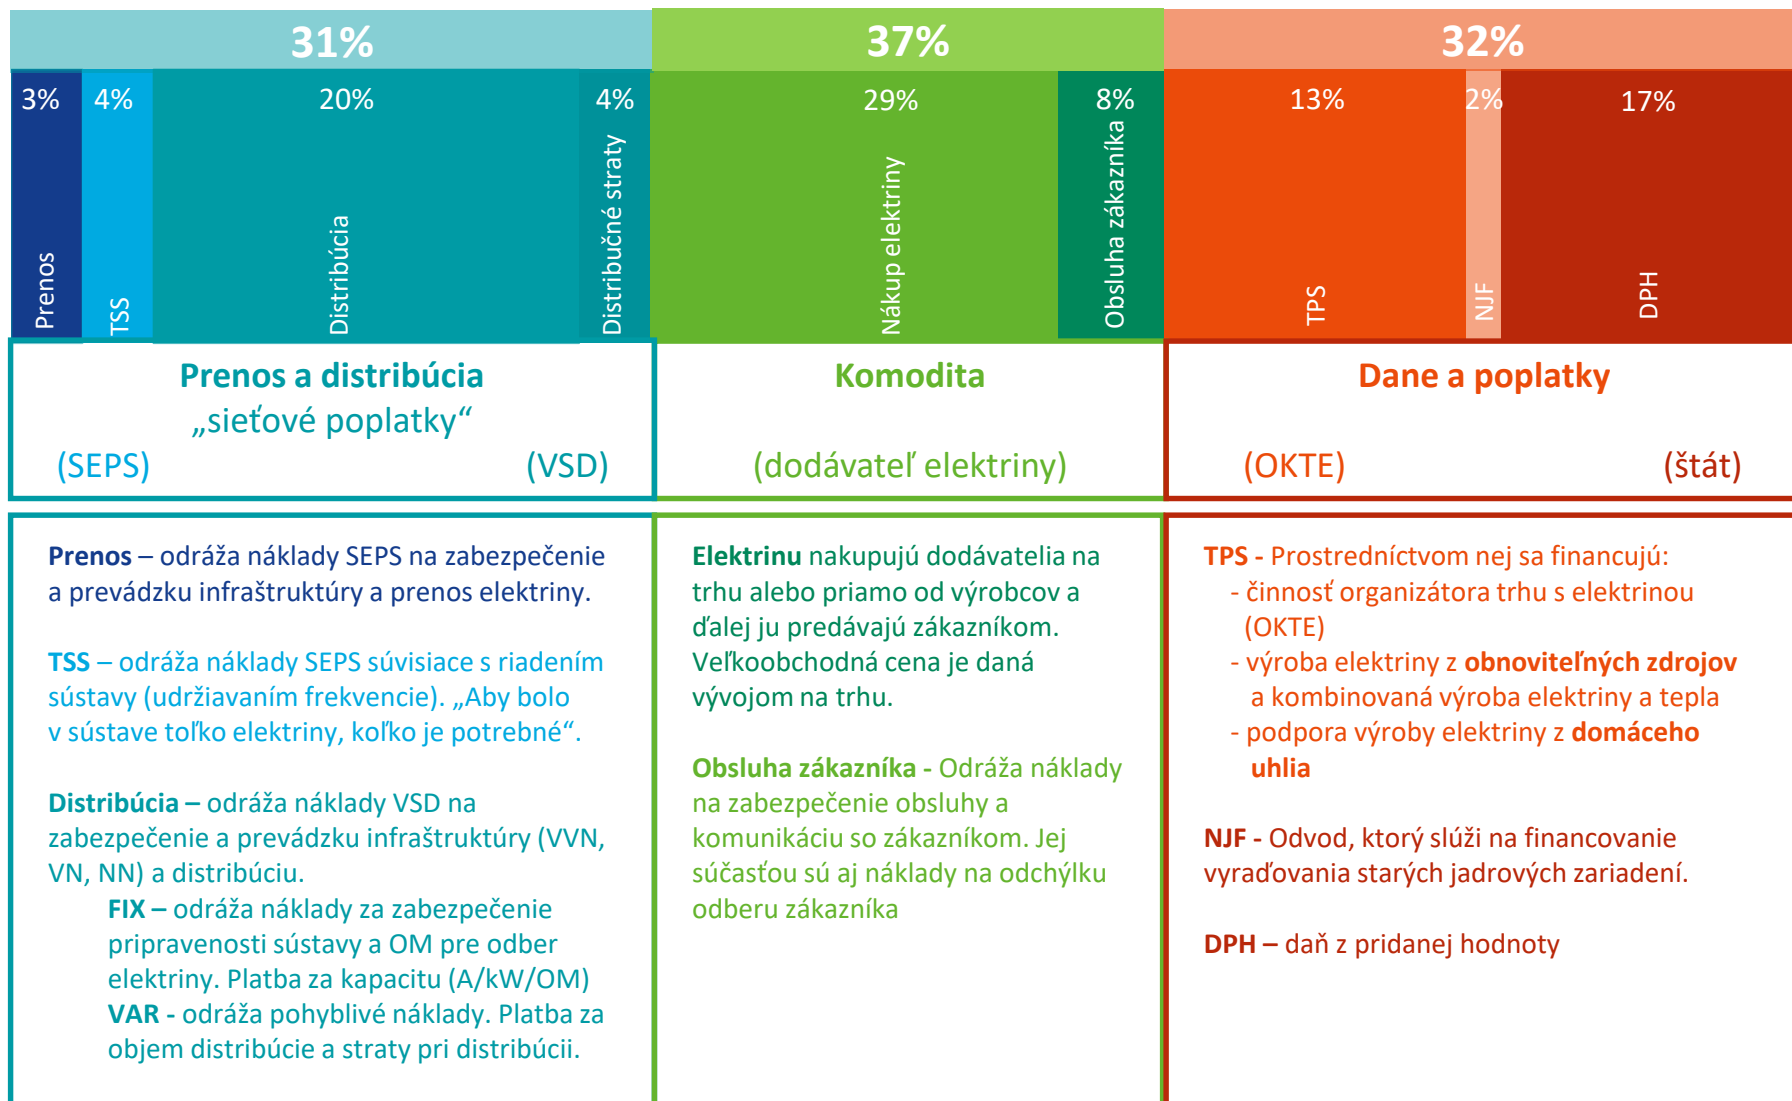 31%
37%
32%
3%
4%
20%
4%
29%
8%
13%
2%
17%
Prenos
TSS
Distribúcia
Distribučné straty
Nákup elektriny
Obsluha zákazníka
TPS
NJF
DPH
Prenos a distribúcia
„sieťové poplatky“
(SEPS)
(VSD)
Komodita
(dodávateľ elektriny)
Dane a poplatky
(OKTE)
(štát)
Prenos – odráža náklady SEPS na zabezpečenie
a prevádzku infraštruktúry a prenos elektriny.
TSS – odráža náklady SEPS súvisiace s riadením
sústavy (udržiavaním frekvencie). „Aby bolo
v sústave toľko elektriny, koľko je potrebné“.
Distribúcia – odráža náklady VSD na
zabezpečenie a prevádzku infraštruktúry (VVN,
VN, NN) a distribúciu.
FIX – odráža náklady za zabezpečenie
pripravenosti sústavy a OM pre odber
elektriny. Platba za kapacitu (A/kW/OM)
VAR - odráža pohyblivé náklady. Platba za
objem distribúcie a straty pri distribúcii.
Elektrinu nakupujú dodávatelia na
trhu alebo priamo od výrobcov a
ďalej ju predávajú zákazníkom.
Veľkoobchodná cena je daná
vývojom na trhu.
Obsluha zákazníka - Odráža náklady
na zabezpečenie obsluhy a
komunikáciu so zákazníkom. Jej
súčasťou sú aj náklady na odchýlku
odberu zákazníka
TPS - Prostredníctvom nej sa financujú:
- činnosť organizátora trhu s elektrinou
(OKTE)
- výroba elektriny z obnoviteľných zdrojov
a kombinovaná výroba elektriny a tepla
- podpora výroby elektriny z domáceho
uhlia
NJF - Odvod, ktorý slúži na financovanie
vyraďovania starých jadrových zariadení.
DPH – daň z pridanej hodnoty